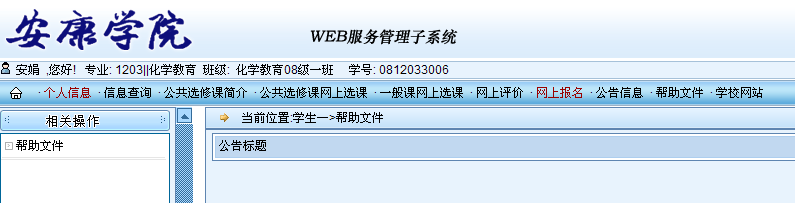 安康学院
WEB服务管理子系统
安娟 ,您好! 专业: 1203||化学教育 班级: 化学教育08级一班 学号: 0812033006
·个人信息 ·信息查询 ·公共选修课简介 ·公共选修课网上选课 ·一般课网上选课 ·网上评价 ·网上报名 ·公告信息 ·帮助文件 ·学校网站
相关操作
当前位置:学生一>帮助文件
帮助文件
公告标题